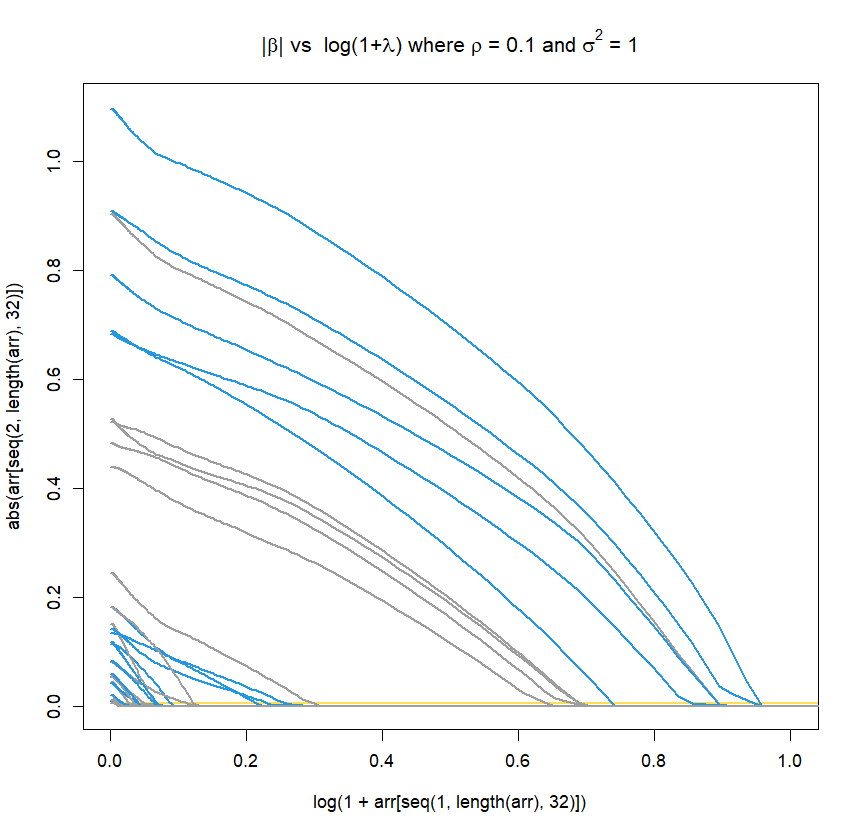 |β| vs  log(1+λ) where ρ = 0.1 and σ² = 1
abs(arr[seq(2, length(arr), 32)])
1.0
0.8
0.6
0.4
0.2
0.0
0.0 0.2 0.4 0.6 0.8 1.0
log(1 + arr[seq(1, length(arr), 32)])